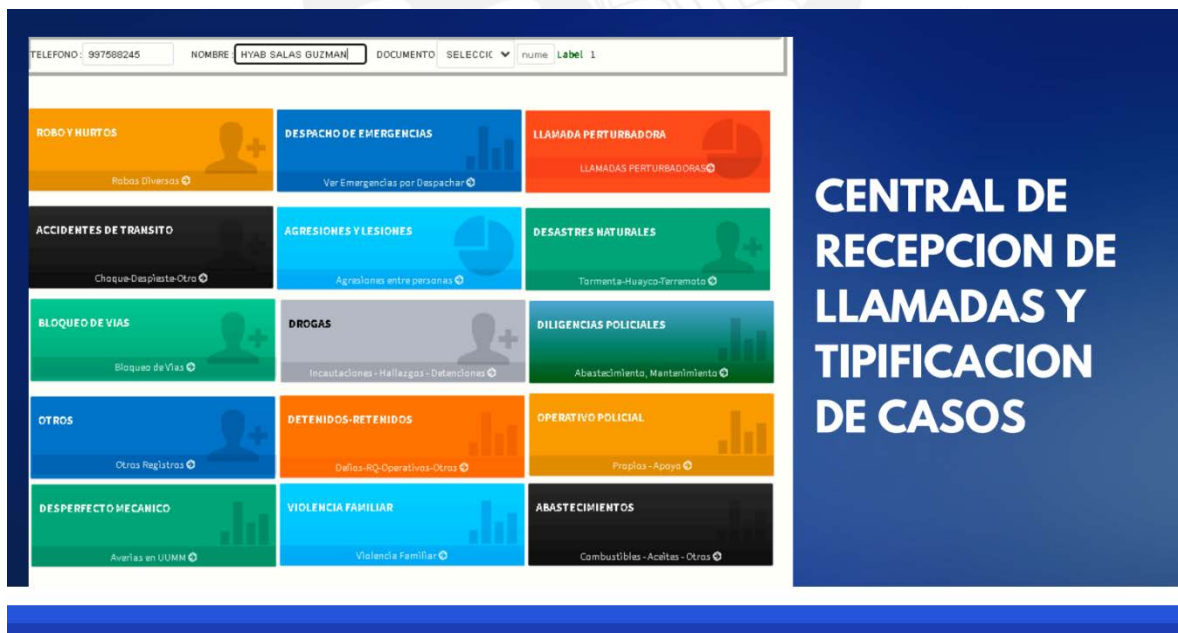 TELEFONO: 997588245 NOMBRE: HYAB SALAS GUZMAN DOCUMENTO SELECCIC nume Label 1
ROBO Y HURTOS
Robos Diversos
DESPACHO DE EMERGENCIAS
Ver Emergencias por Despachar
LLAMADA PERTURBADORA
LLAMADAS PERTURBADORAS
ACCIDENTES DE TRANSITO
Choque-Despieste-Otro
AGRESIONES Y LESIONES
Agresiones entre personas
DESASTRES NATURALES
Tormenta-Huayco-Terremoto
BLOQUEO DE VIAS
Bloqueo de Vias
DROGAS
Incautaciones - Hallazgos - Detenciones
DILIGENCIAS POLICIALES
Abastecimiento, Mantenimiento
OTROS
Otros Registros
DETENIDOS-RETENIDOS
Delios-RQ-Operativos-Otros
OPERATIVO POLICIAL
Propios - Apoyo
DESPERFECTO MECANICO
Averias en UUMM
VIOLENCIA FAMILIAR
Violencia Familiar
ABASTECIMIENTOS
Combustibles - Aceites - Otros
CENTRAL DE
RECEPCION DE
LLAMADAS Y
TIPIFICACION
DE CASOS